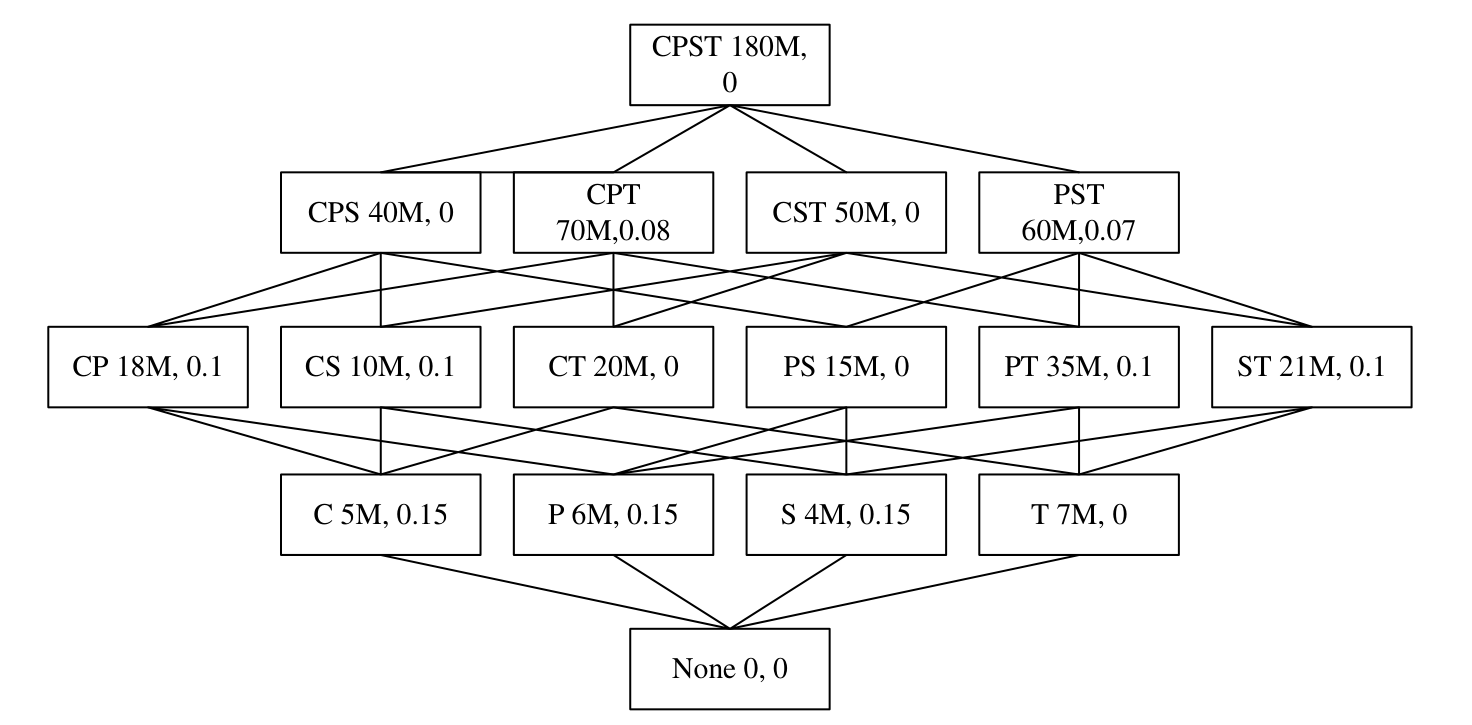 CPST 180M,
0
CPS 40M, 0
CPT
70M,0.08
CST 50M, 0
PST
60M,0.07
CP 18M, 0.1
CS 10M, 0.1
CT 20M, 0
PS 15M, 0
PT 35M, 0.1
ST 21M, 0.1
C 5M, 0.15
P 6M, 0.15
S 4M, 0.15
T 7M, 0
None 0, 0